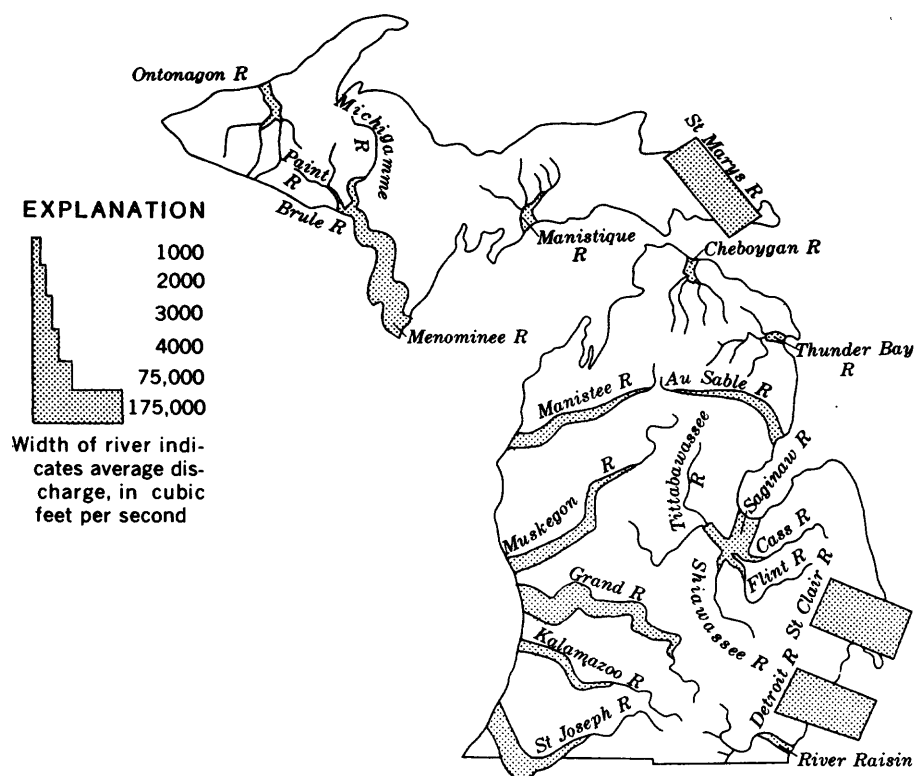 Ontonagon R
Michigamme
R
Paint
R
Brule R
St Marys R
Manistique
R
Cheboygan R
Menominee R
Thunder Bay
R
EXPLANATION
1000
2000
3000
4000
75,000
175,000
Width of river indi-
cates average dis-
charge, in cubic
feet per second
Manistee R
Au Sable R
Tittabawassee
R
Saginaw R
Muskegon R
Cass R
Flint R
Shiawassee R
St Clair R
Grand R
Kalamazoo R
Detroit R
St Joseph R
River Raisin